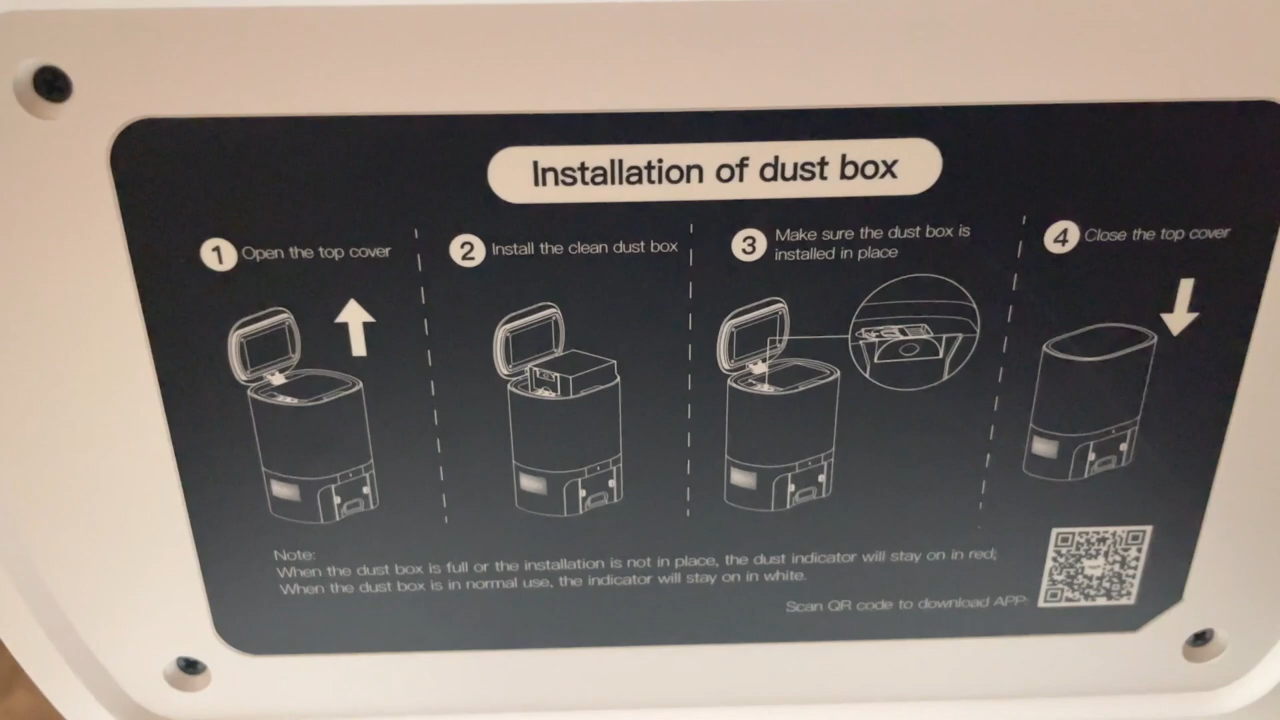 Installation of dust box
1 Open the top cover
2 Install the clean dust box
3 Make sure the dust box is
installed in place
4 Close the top cover
Note:
When the dust box is full or the installation is not in place, the dust indicator will stay on in red;
When the dust box is in normal use, the indicator will stay on in white.
Scan QR code to download APP: